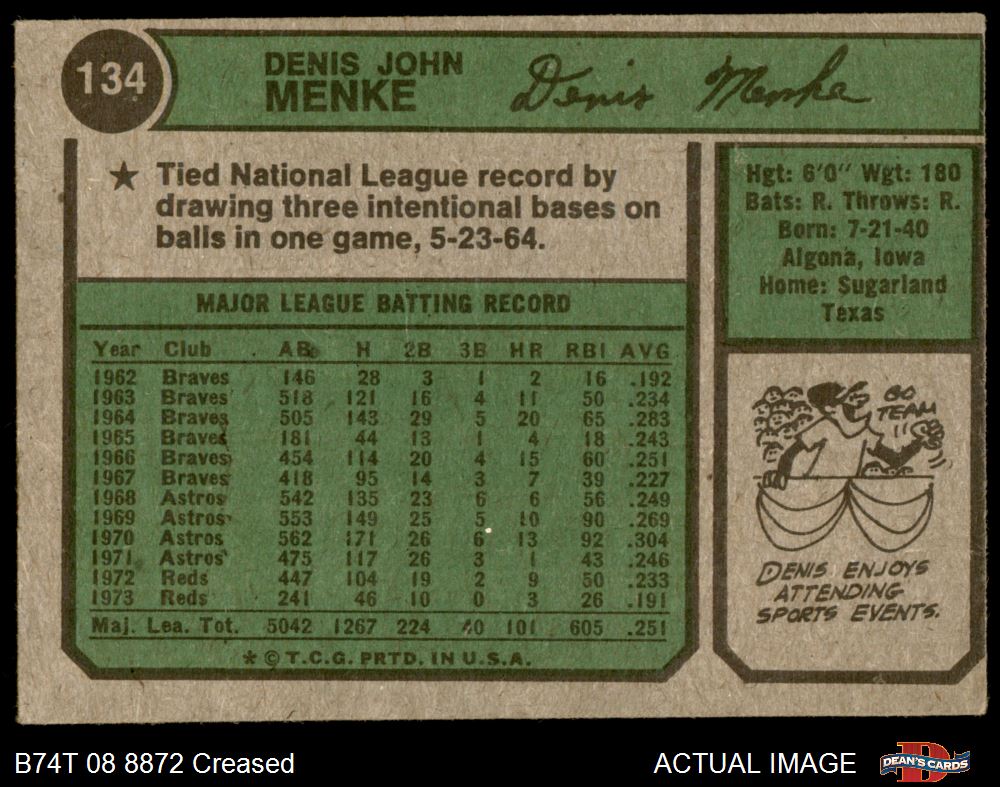 134
DENIS JOHN
MENKE
Denis Menke
★ Tied National League record by
drawing three intentional bases on
balls in one game, 5-23-64.
Hgt: 6'0" Wgt: 180
Bats: R. Throws: R.
Born: 7-21-40
Algona, Iowa
Home: Sugarland
Texas
MAJOR LEAGUE BATTING RECORD
Year Club AB H 2B 3B HR RBI AVG
1962 Braves 146 28 3 1 2 16 .192
1963 Braves 518 121 16 4 11 50 .234
1964 Braves 505 143 29 5 20 65 .283
1965 Braves 181 44 13 1 4 18 .243
1966 Braves 454 114 20 4 15 60 .251
1967 Braves 418 95 14 3 7 39 .227
1968 Astros 542 135 23 6 6 56 .249
1969 Astros 553 149 25 5 10 90 .269
1970 Astros 562 171 26 6 13 92 .304
1971 Astros 475 117 26 3 1 43 .246
1972 Reds 447 104 19 2 9 50 .233
1973 Reds 241 46 10 0 3 26 .191
Maj. Lea. Tot. 5042 1267 224 40 101 605 .251
* © T.C.G. PRTD. IN U.S.A.
GO
TEAM
DENIS ENJOYS
ATTENDING
SPORTS EVENTS.
B74T 08 8872 Creased
ACTUAL IMAGE
D
DEAN'S CARDS